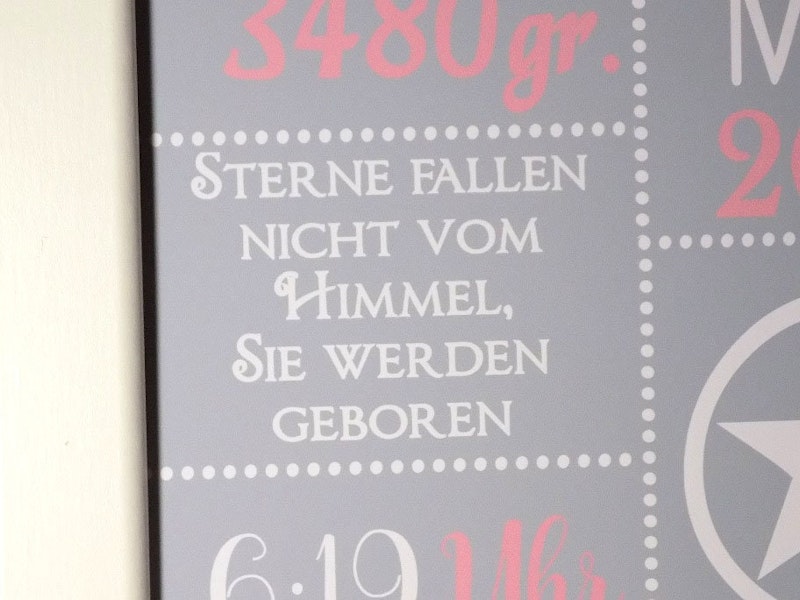 3480 gr.
STERNE FALLEN
NICHT VOM
HIMMEL,
SIE WERDEN
GEBOREN
6:19 Uhr